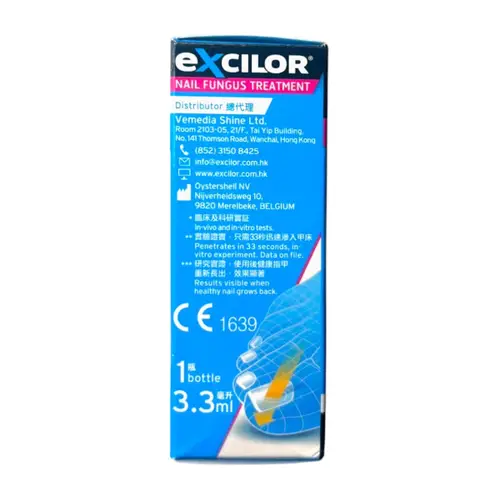 eXCILOR®
NAIL FUNGUS TREATMENT
Distributor 總代理
Vemedia Shine Ltd.
Room 2103-05, 21/F., Tai Yip Building,
No. 141 Thomson Road, Wanchai, Hong Kong
(852) 3150 8425
info@excilor.com.hk
www.excilor.com.hk
Oystershell NV
Nijverheidsweg 10,
9820 Merelbeke, BELGIUM
• 臨床及科研實証
In-vivo and in-vitro tests.
•• 實驗證實，只需33秒迅速滲入甲床
Penetrates in 33 seconds, in-
vitro experiment. Data on file.
••• 研究實證，使用後健康指甲
重新長出，效果顯著
Results visible when
healthy nail grows back.
CE 1639
1 瓶
bottle
3.3 毫升
ml